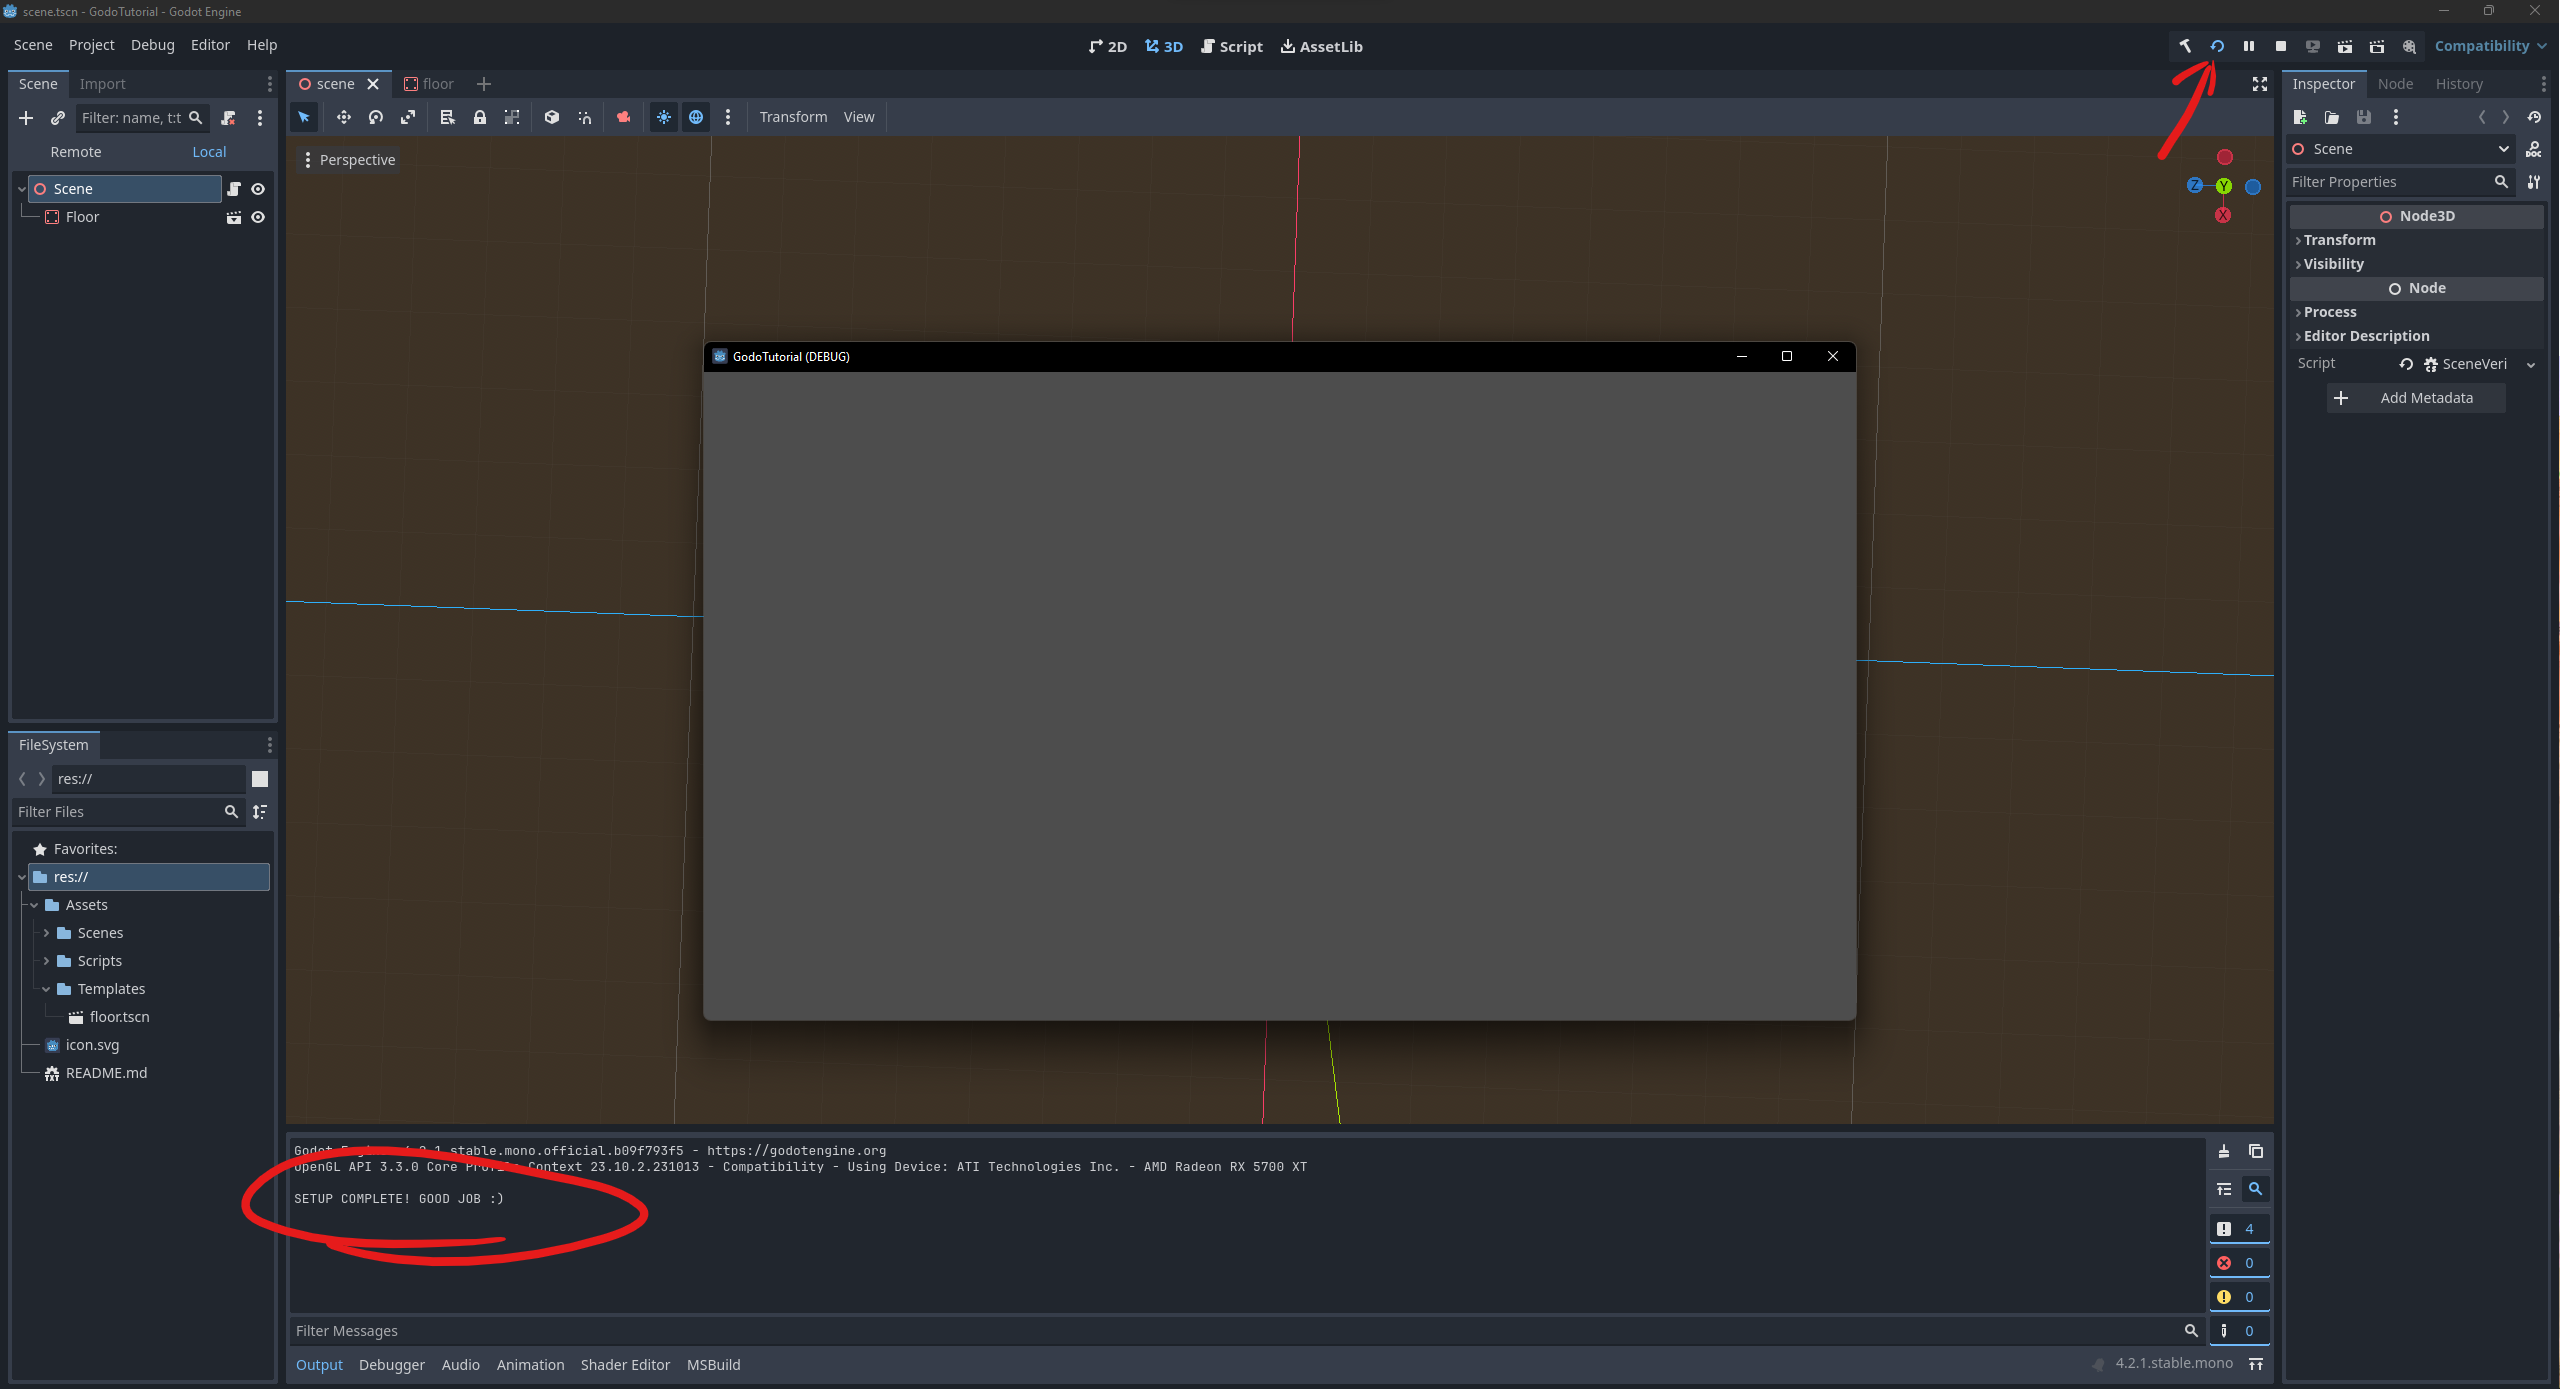 scene.tscn - GodoTutorial - Godot Engine
Scene Project Debug Editor Help
2D 3D Script AssetLib
Compatibility
Scene Import
Filter: name, t:t
Remote Local
Scene
Floor
scene floor
Transform View
Perspective
Z Y X
GodoTutorial (DEBUG)
Inspector Node History
Scene
DOC
Filter Properties
Node3D
Transform
Visibility
Node
Process
Editor Description
Script SceneVeri
Add Metadata
FileSystem
res://
Filter Files
Favorites:
res://
Assets
Scenes
Scripts
Templates
floor.tscn
icon.svg
README.md
stable.mono.official.b09f793f5 - https://godotengine.org
OpenGL API 3.3.0 Core Profile Context 23.10.2.231013 - Compatibility - Using Device: ATI Technologies Inc. - AMD Radeon RX 5700 XT
SETUP COMPLETE! GOOD JOB :)
4
0
0
0
Filter Messages
Output Debugger Audio Animation Shader Editor MSBuild
4.2.1.stable.mono